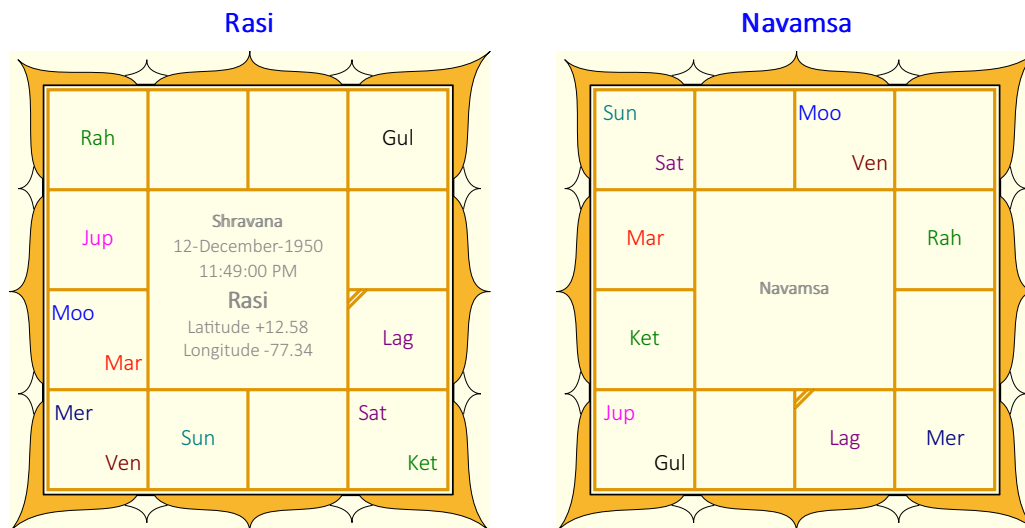 Rasi
Rah
Gul
Jup
Shravana
12-December-1950
11:49:00 PM
Rasi
Latitude +12.58
Longitude -77.34
Moo
Mar
Lag
Mer
Ven
Sun
Sat
Ket
Navamsa
Sun
Sat
Moo
Ven
Mar
Rah
Navamsa
Ket
Jup
Gul
Lag
Mer